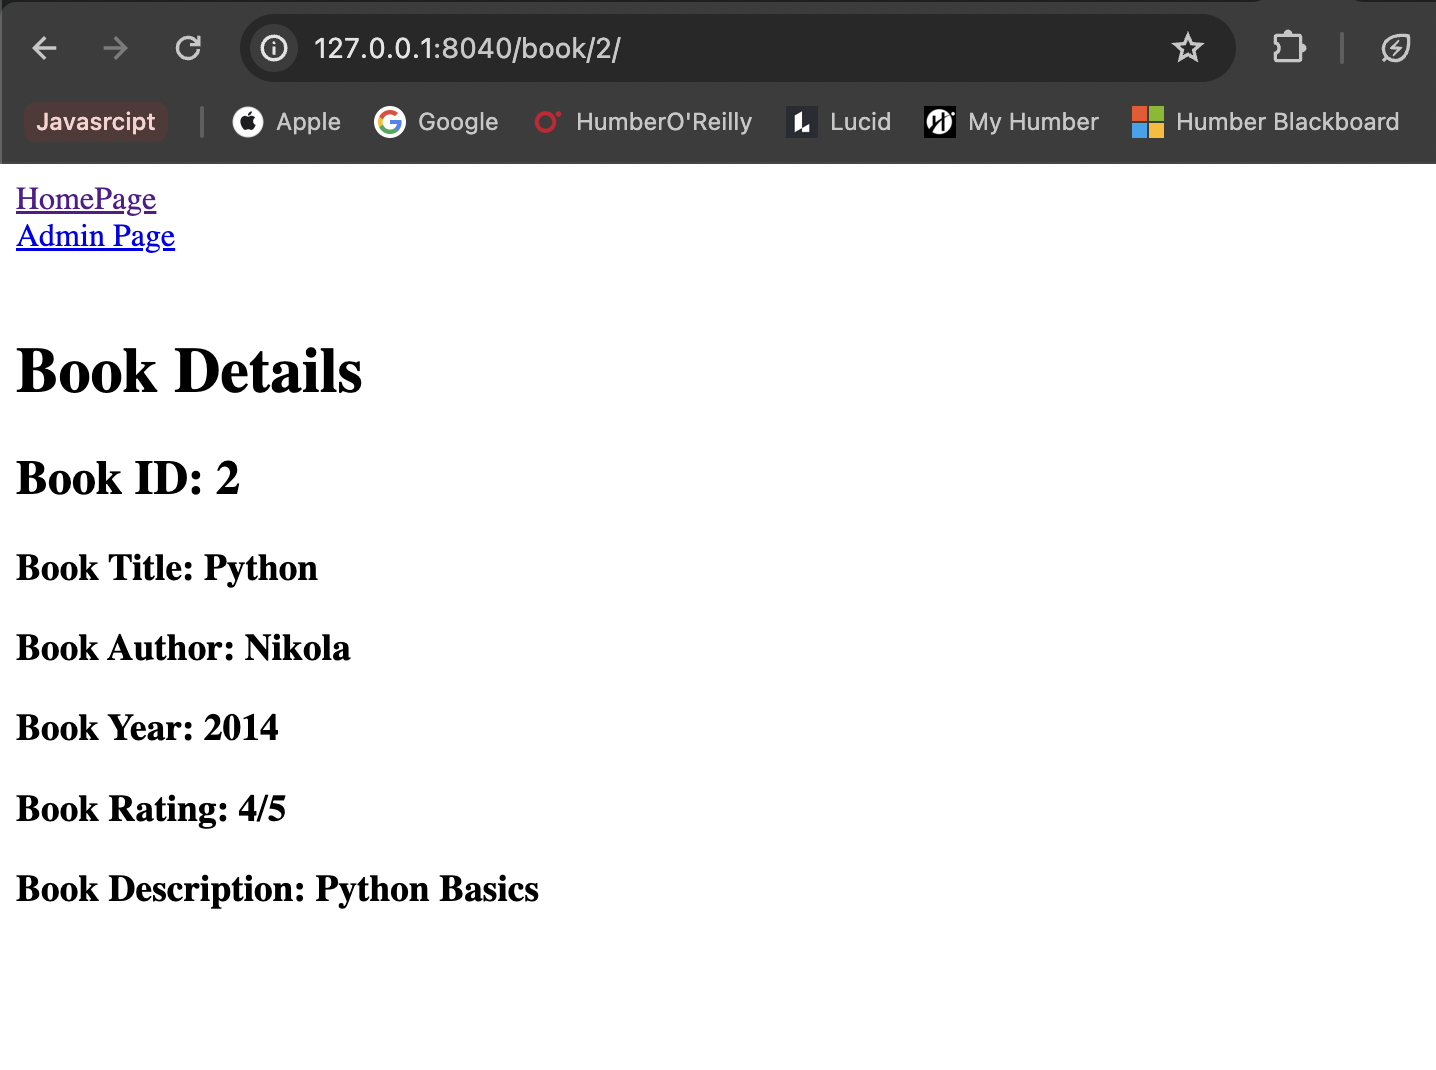 127.0.0.1:8040/book/2/
Javasrcipt Apple Google HumberO'Reilly Lucid My Humber Humber Blackboard
HomePage
Admin Page
Book Details
Book ID: 2
Book Title: Python
Book Author: Nikola
Book Year: 2014
Book Rating: 4/5
Book Description: Python Basics